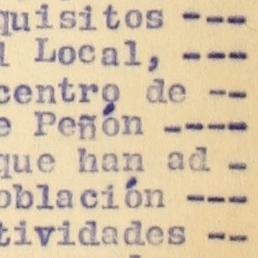 quisitos ---
l Local, ---
centro de --
e Peñón ----
que han ad -
oblación ---
tividades --